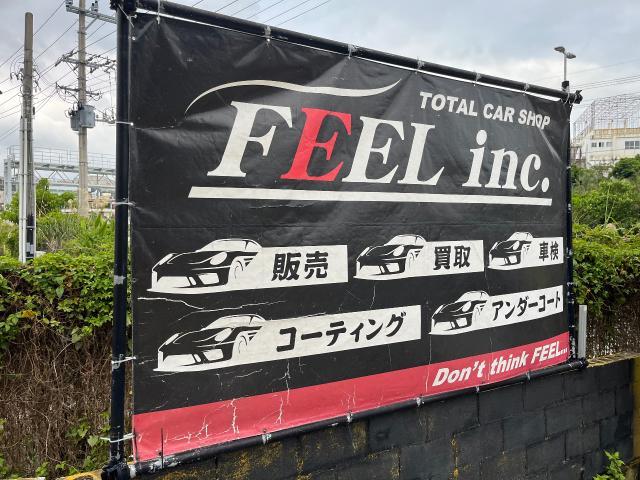 TOTAL CAR SHOP
FEEL inc.
販売 買取 車検
コーティング アンダーコート
Don't think FEEL...